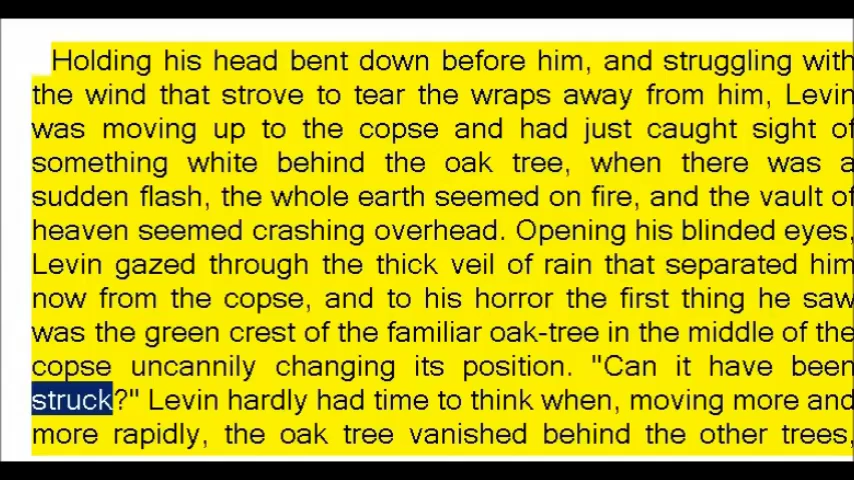 Holding his head bent down before him, and struggling with
the wind that strove to tear the wraps away from him, Levin
was moving up to the copse and had just caught sight of
something white behind the oak tree, when there was a
sudden flash, the whole earth seemed on fire, and the vault of
heaven seemed crashing overhead. Opening his blinded eyes,
Levin gazed through the thick veil of rain that separated him
now from the copse, and to his horror the first thing he saw
was the green crest of the familiar oak-tree in the middle of the
copse uncannily changing its position. "Can it have been
struck?" Levin hardly had time to think when, moving more and
more rapidly, the oak tree vanished behind the other trees,